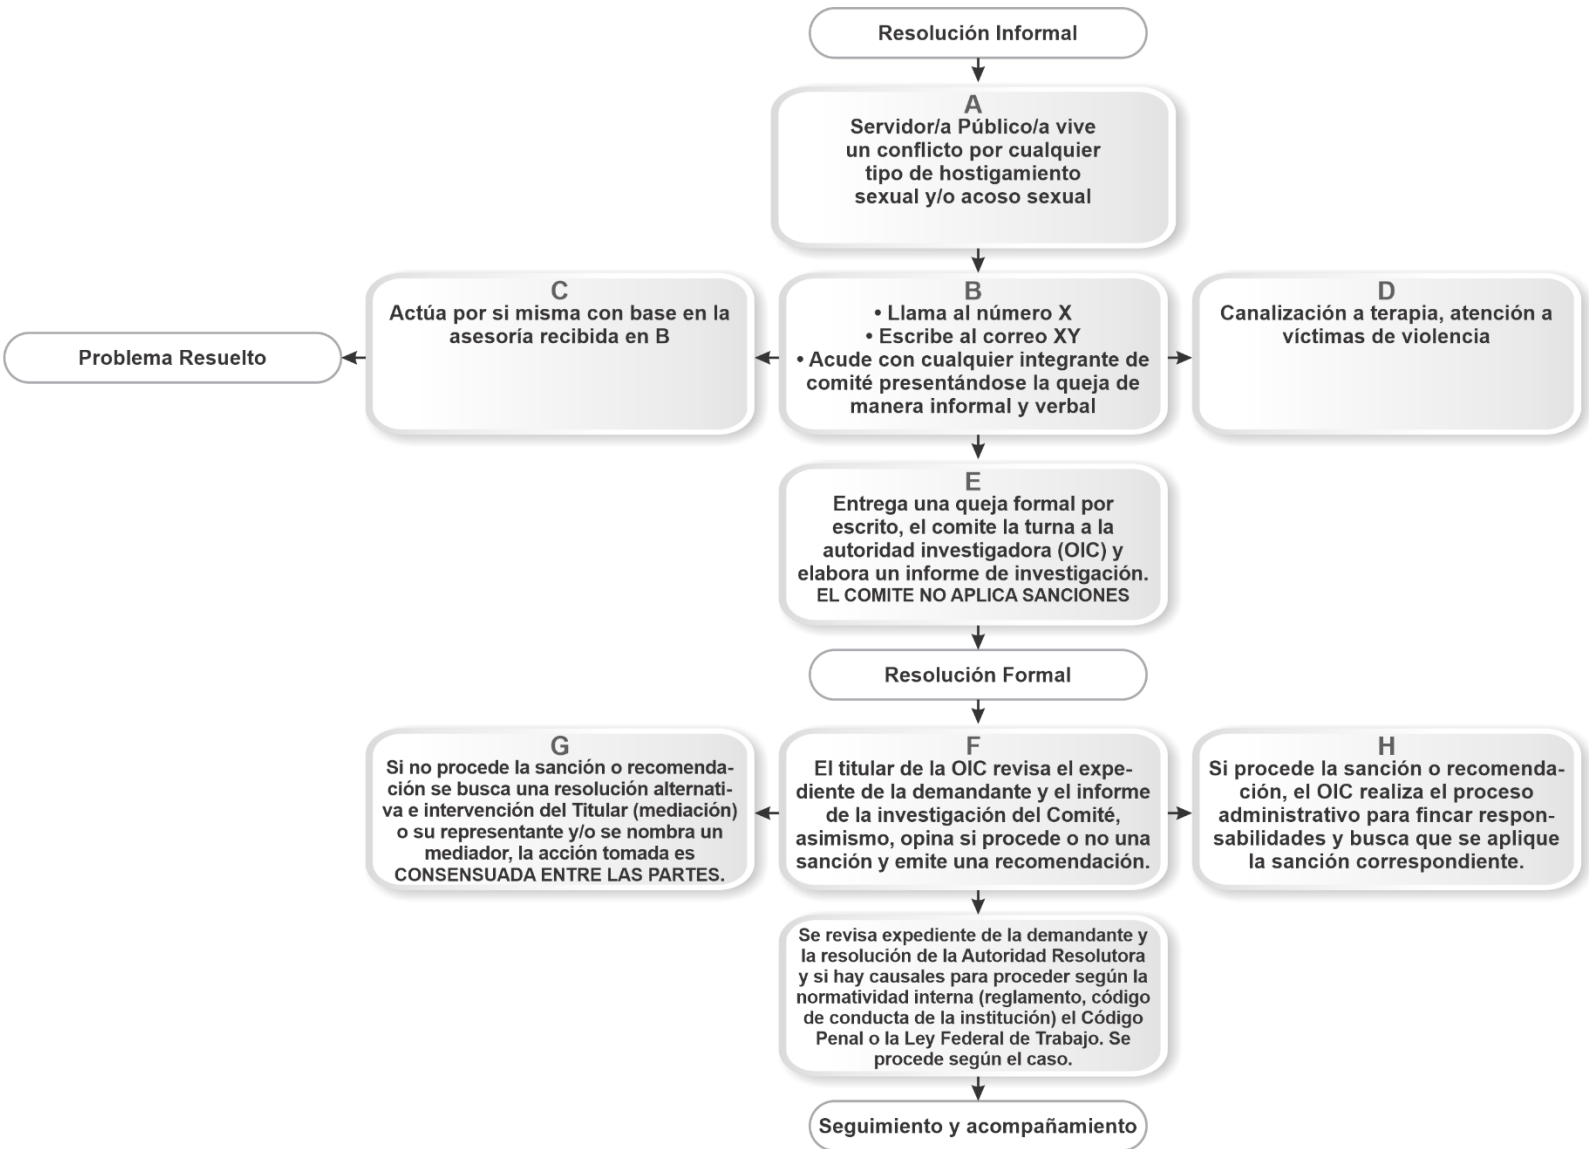 Resolución Informal
A
Servidor/a Público/a vive
un conflicto por cualquier
tipo de hostigamiento
sexual y/o acoso sexual
C
Actúa por si misma con base en la
asesoría recibida en B
B
• Llama al número X
• Escribe al correo XY
• Acude con cualquier integrante de
comité presentándose la queja de
manera informal y verbal
D
Canalización a terapia, atención a
víctimas de violencia
Problema Resuelto
E
Entrega una queja formal por
escrito, el comite la turna a la
autoridad investigadora (OIC) y
elabora un informe de investigación.
EL COMITE NO APLICA SANCIONES
Resolución Formal
G
Si no procede la sanción o recomenda-
ción se busca una resolución alternati-
va e intervención del Titular (mediación)
o su representante y/o se nombra un
mediador, la acción tomada es
CONSENSUADA ENTRE LAS PARTES.
F
El titular de la OIC revisa el expe-
diente de la demandante y el informe
de la investigación del Comité,
asimismo, opina si procede o no una
sanción y emite una recomendación.
H
Si procede la sanción o recomenda-
ción, el OIC realiza el proceso
administrativo para fincar respon-
sabilidades y busca que se aplique
la sanción correspondiente.
Se revisa expediente de la demandante y
la resolución de la Autoridad Resolutora
y si hay causales para proceder según la
normatividad interna (reglamento, código
de conducta de la institución) el Código
Penal o la Ley Federal de Trabajo. Se
procede según el caso.
Seguimiento y acompañamiento